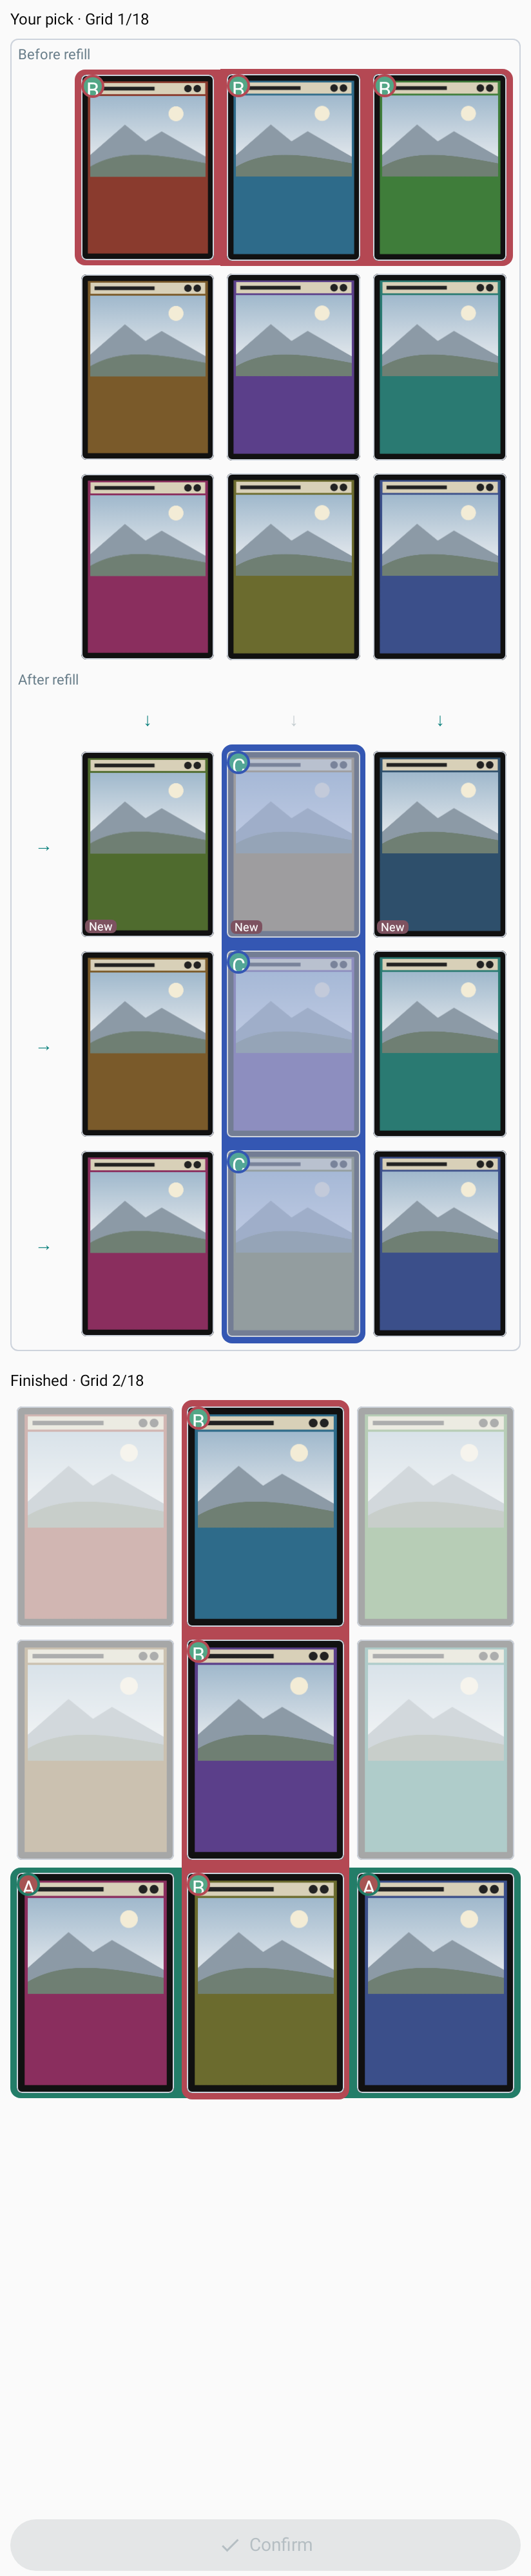 Your pick · Grid 1/18
Before refill
B B B
After refill
↓ ↓ ↓
C
→
New New New
C
→
C
→
Finished · Grid 2/18
B
B
A B A
Confirm